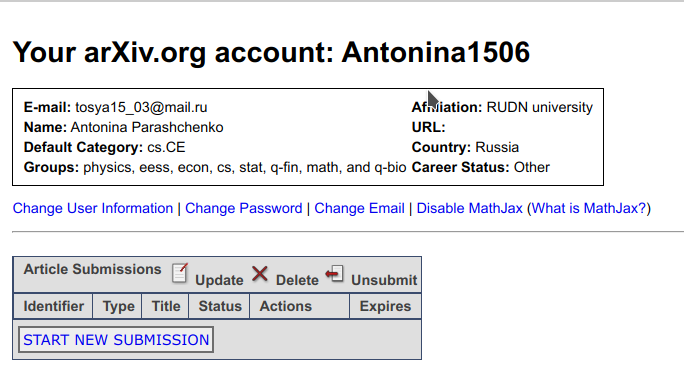 Your arXiv.org account: Antonina1506
E-mail: tosya15_03@mail.ru Affiliation: RUDN university
Name: Antonina Parashchenko URL:
Default Category: cs.CE Country: Russia
Groups: physics, eess, econ, cs, stat, q-fin, math, and q-bio Career Status: Other
Change User Information | Change Password | Change Email | Disable MathJax (What is MathJax?)
Article Submissions Update Delete Unsubmit
Identifier Type Title Status Actions Expires
START NEW SUBMISSION